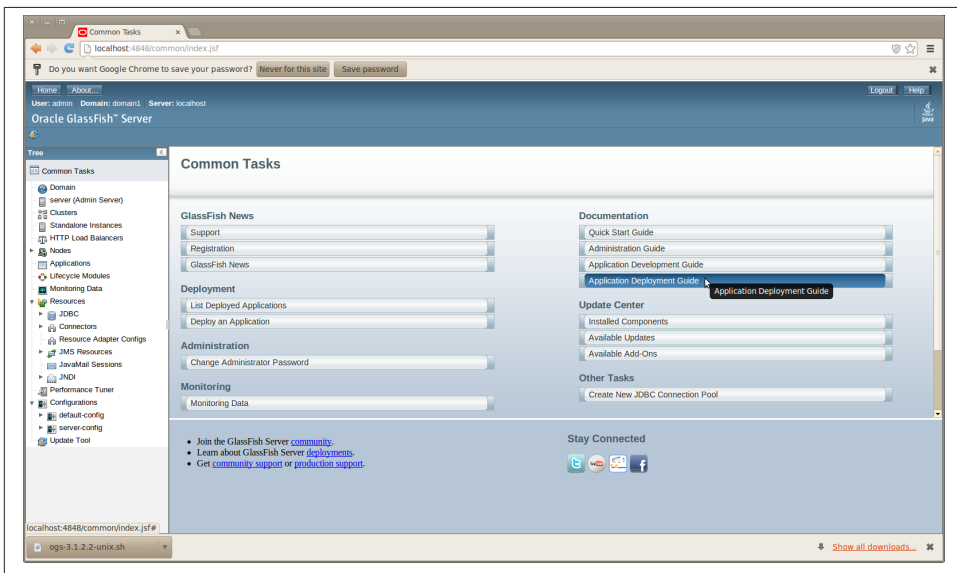 Common Tasks
localhost:4848/common/index.jsf
Do you want Google Chrome to save your password? Never for this site Save password
Home About... Logout Help
User: admin Domain: domain1 Server: localhost
Oracle GlassFish™ Server
Java
Tree
Common Tasks
Domain
server (Admin Server)
Clusters
Standalone Instances
HTTP Load Balancers
Nodes
Applications
Lifecycle Modules
Monitoring Data
Resources
JDBC
Connectors
Resource Adapter Configs
JMS Resources
JavaMail Sessions
JNDI
Performance Tuner
Configurations
default-config
server-config
Update Tool
Common Tasks
GlassFish News
Support
Registration
GlassFish News
Deployment
List Deployed Applications
Deploy an Application
Administration
Change Administrator Password
Monitoring
Monitoring Data
Documentation
Quick Start Guide
Administration Guide
Application Development Guide
Application Deployment Guide
Application Deployment Guide
Update Center
Installed Components
Available Updates
Available Add-Ons
Other Tasks
Create New JDBC Connection Pool
Join the GlassFish Server community.
Learn about GlassFish Server deployments.
Get community support or production support.
Stay Connected
You Tube
localhost:4848/common/index.jsf#
ogs-3.1.2.2-unix.sh
Show all downloads...